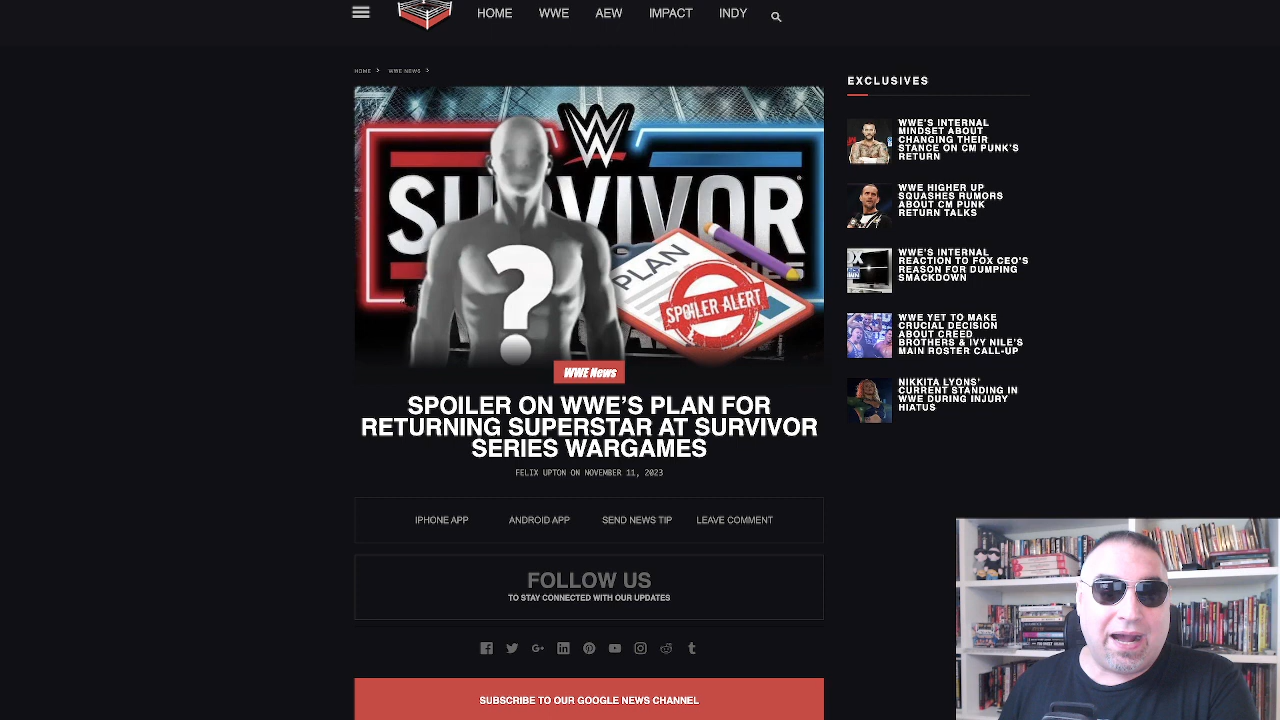 HOME
WWE
AEW
IMPACT
INDY
HOME
WWE NEWS
W
SURVIVOR
?
PLAN
SPOILER ALERT
WWE News
SPOILER ON WWE'S PLAN FOR
RETURNING SUPERSTAR AT SURVIVOR
SERIES WARGAMES
FELIX UPTON ON NOVEMBER 11, 2023
IPHONE APP
ANDROID APP
SEND NEWS TIP
LEAVE COMMENT
FOLLOW US
TO STAY CONNECTED WITH OUR UPDATES
SUBSCRIBE TO OUR GOOGLE NEWS CHANNEL
EXCLUSIVES
WWE'S INTERNAL
MINDSET ABOUT
CHANGING THEIR
STANCE ON CM PUNK'S
RETURN
WWE HIGHER UP
SQUASHES RUMORS
ABOUT CM PUNK
RETURN TALKS
WWE'S INTERNAL
REACTION TO FOX CEO'S
REASON FOR DUMPING
SMACKDOWN
WWE YET TO MAKE
CRUCIAL DECISION
ABOUT CREED
BROTHERS & IVY NILE'S
MAIN ROSTER CALL-UP
NIKKITA LYONS'
CURRENT STANDING IN
WWE DURING INJURY
HIATUS